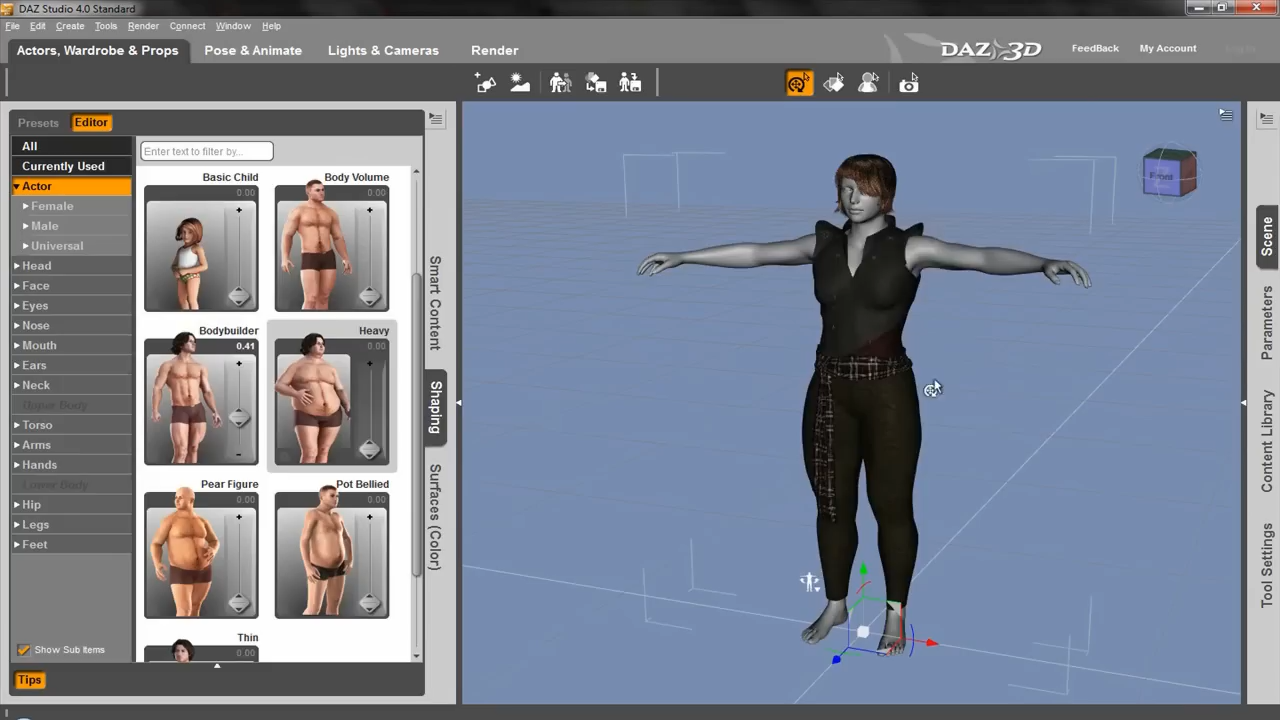 DAZ Studio 4.0 Standard
File Edit Create Tools Render Connect Window Help
Actors, Wardrobe & Props Pose & Animate Lights & Cameras Render
DAZ 3D FeedBack My Account
Presets Editor
Enter text to filter by...
All
Currently Used
Actor
Female
Male
Universal
Head
Face
Eyes
Nose
Mouth
Ears
Neck
Upper Body
Torso
Arms
Hands
Lower Body
Hip
Legs
Feet
Show Sub Items
Tips
Basic Child
0.00
Body Volume
0.00
Bodybuilder
0.41
Heavy
0.00
Pear Figure
0.00
Pot Bellied
0.00
Thin
Smart Content
Shaping
Surfaces (Color)
Front
Scene
Parameters
Content Library
Tool Settings